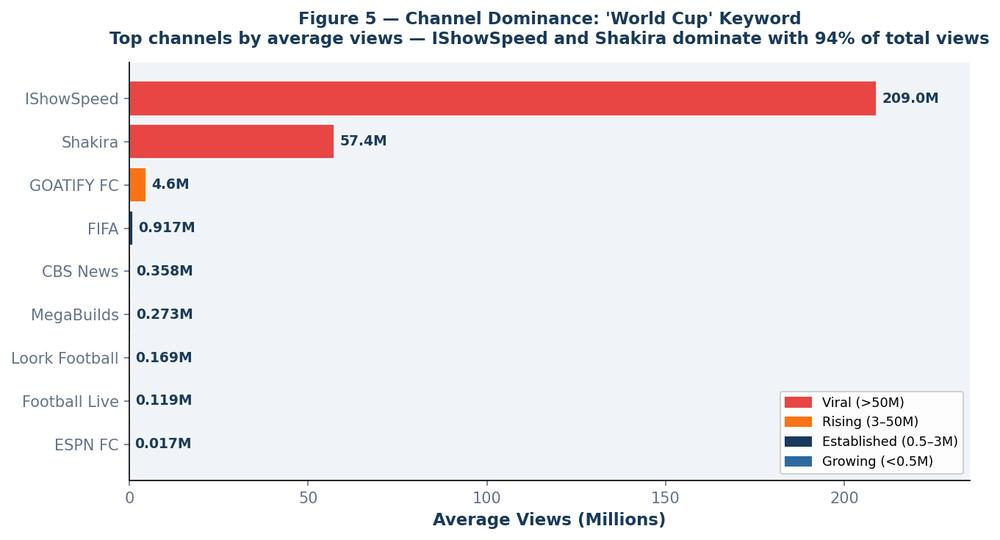 Figure 5 — Channel Dominance: 'World Cup' Keyword
Top channels by average views — IShowSpeed and Shakira dominate with 94% of total views
IShowSpeed 209.0M
Shakira 57.4M
GOATIFY FC 4.6M
FIFA 0.917M
CBS News 0.358M
MegaBuilds 0.273M
Loork Football 0.169M
Football Live 0.119M
ESPN FC 0.017M
Viral (>50M)
Rising (3–50M)
Established (0.5–3M)
Growing (<0.5M)
0 50 100 150 200
Average Views (Millions)